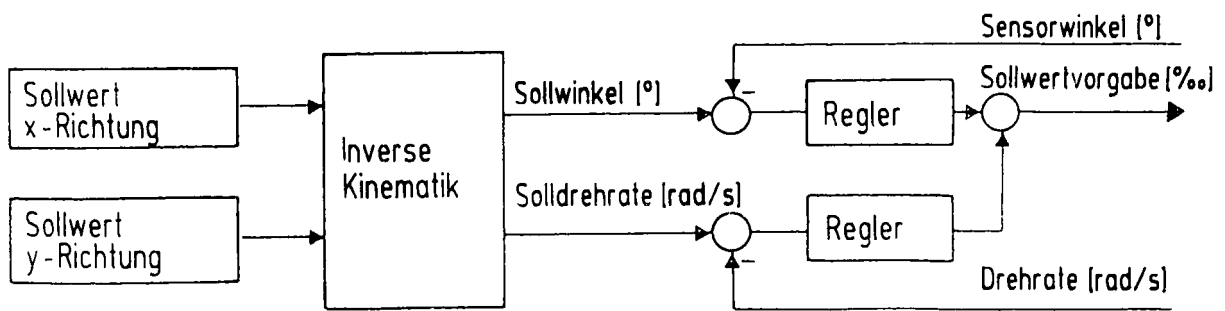 Sensorwinkel (°)
Sollwert
x-Richtung
Sollwinkel (°)
-
Regler
Sollwertvorgabe (‰)
Inverse
Kinematik
Sollwert
y-Richtung
Solldrehrate (rad/s)
-
Regler
Drehrate (rad/s)